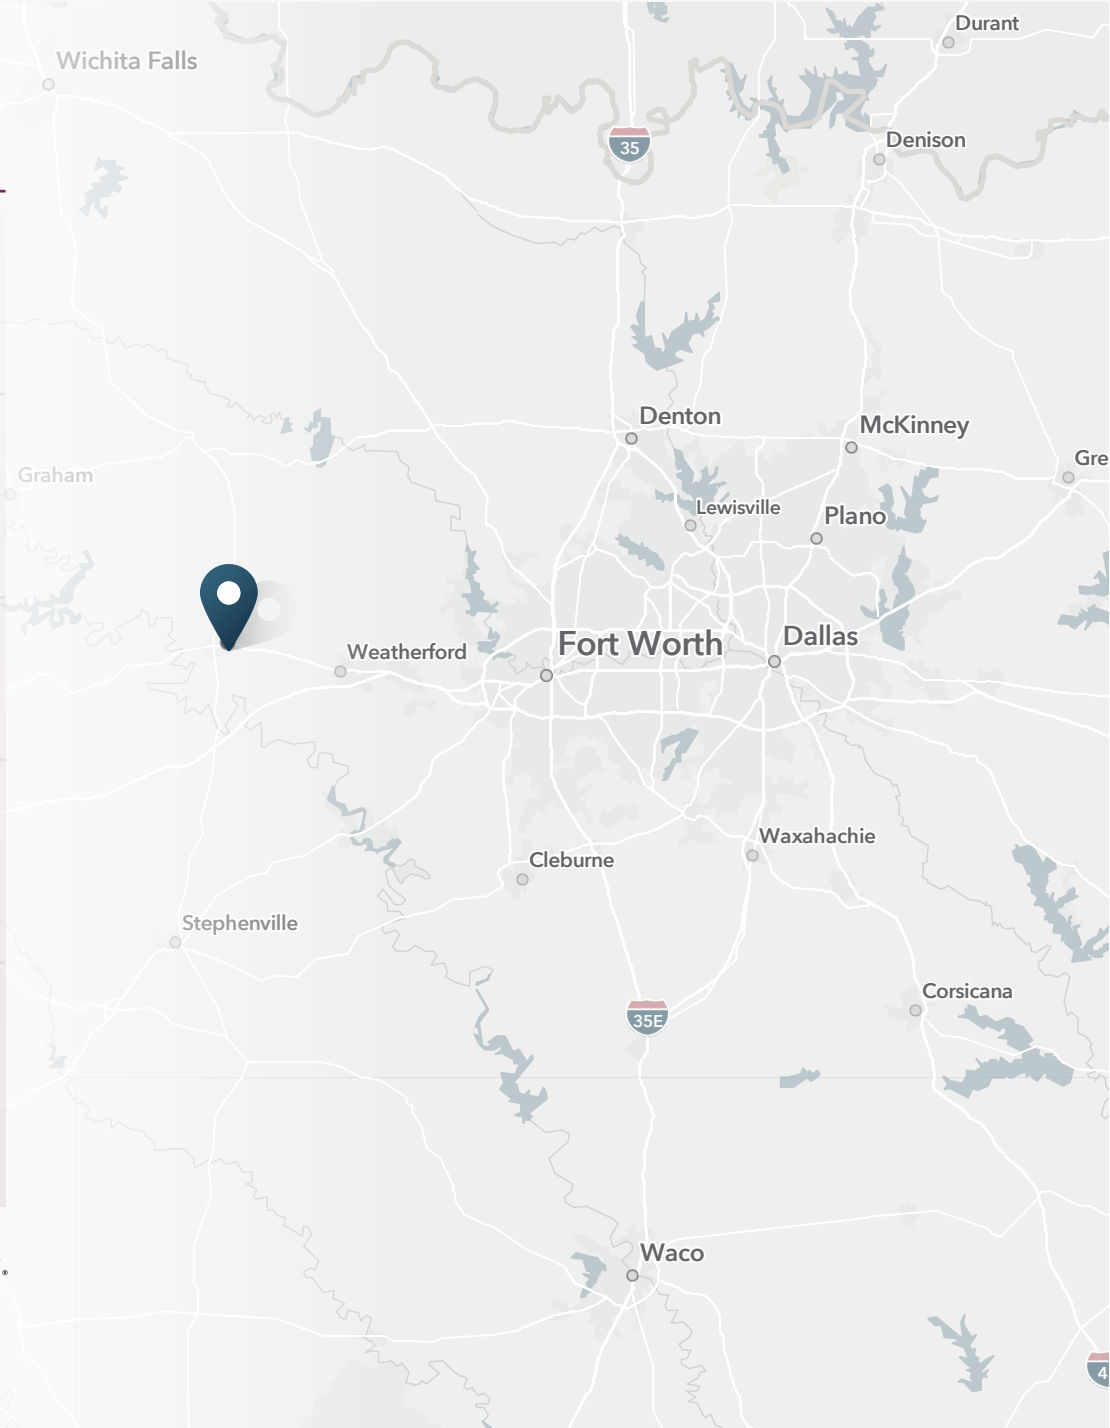 Durant
Wichita Falls
Denison
35
Denton
McKinney
Gre
Graham
Lewisville
Plano
Fort Worth
Dallas
Weatherford
Waxahachie
Cleburne
Stephenville
Corsicana
35E
Waco
®
4